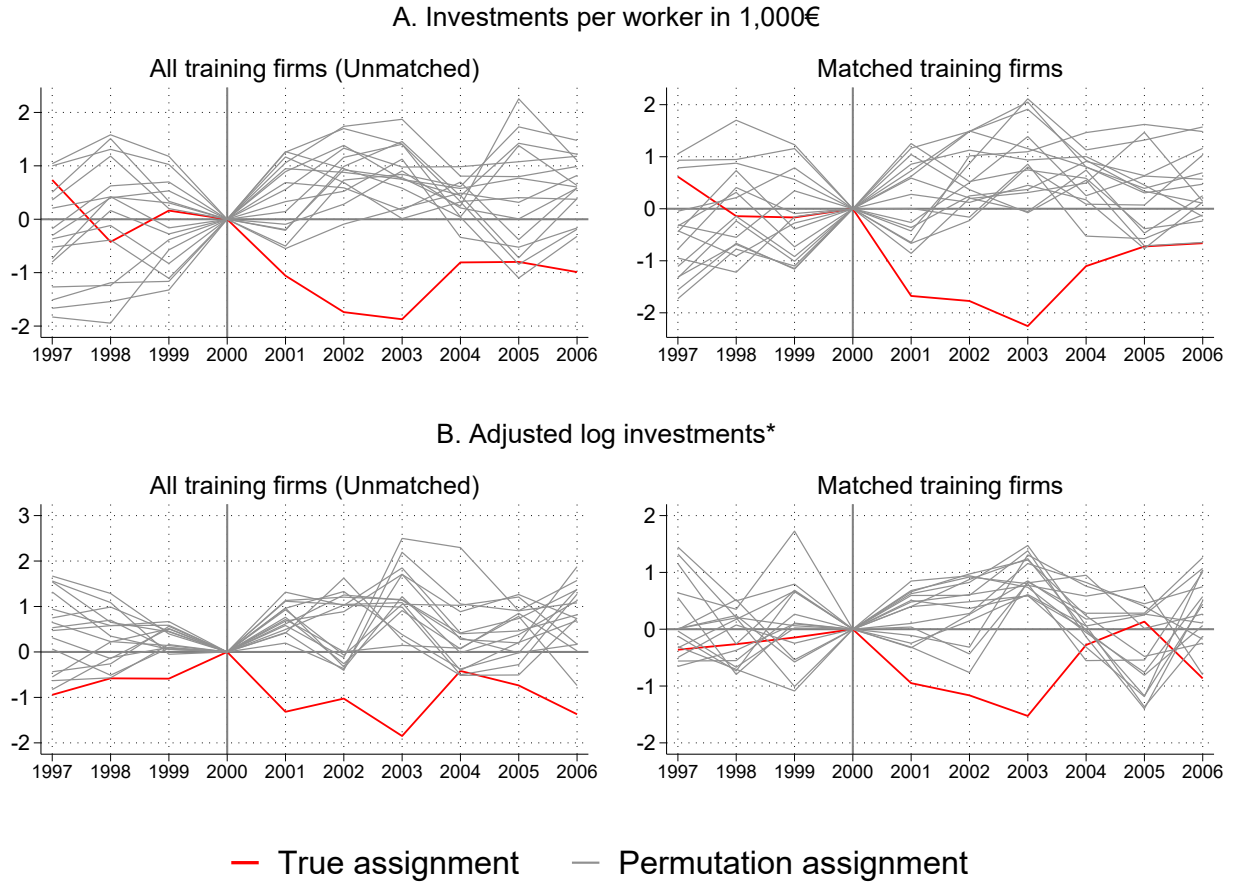 A. Investments per worker in 1,000€
All training firms (Unmatched)
2
1
0
-1
-2
1997 1998 1999 2000 2001 2002 2003 2004 2005 2006
Matched training firms
2
1
0
-1
-2
1997 1998 1999 2000 2001 2002 2003 2004 2005 2006
B. Adjusted log investments*
All training firms (Unmatched)
3
2
1
0
-1
-2
1997 1998 1999 2000 2001 2002 2003 2004 2005 2006
Matched training firms
2
1
0
-1
-2
1997 1998 1999 2000 2001 2002 2003 2004 2005 2006
True assignment Permutation assignment